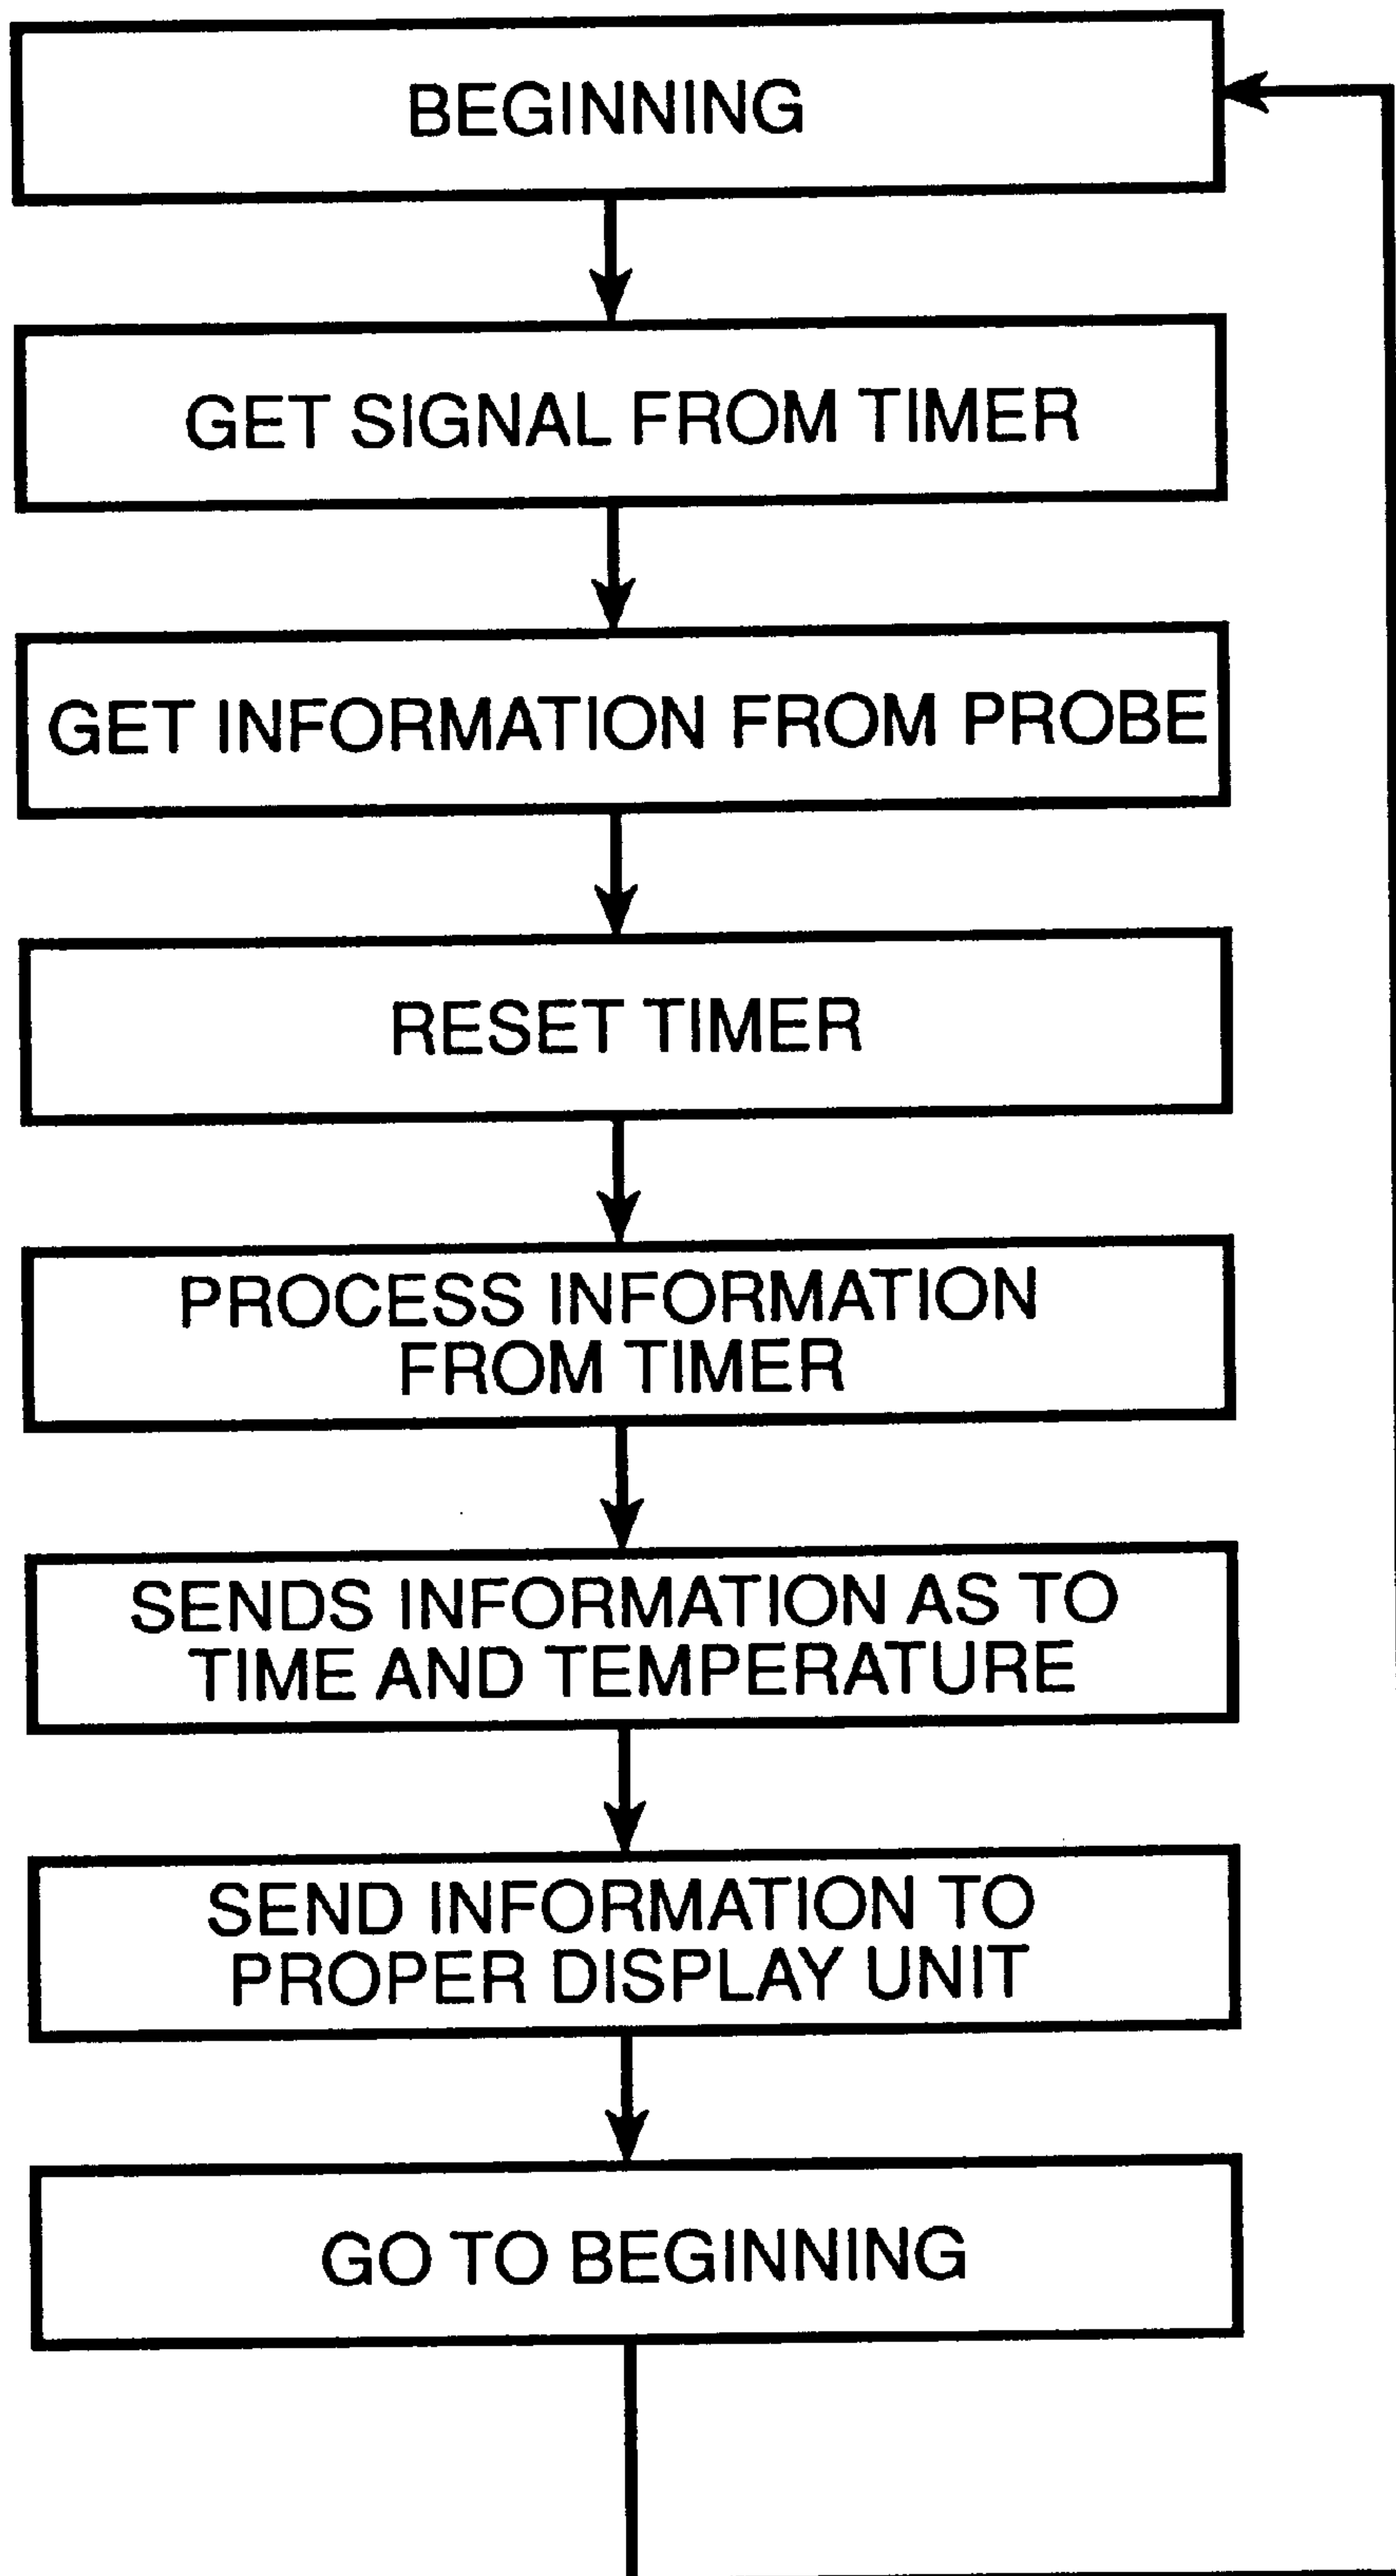 BEGINNING
GET SIGNAL FROM TIMER
GET INFORMATION FROM PROBE
RESET TIMER
PROCESS INFORMATION
FROM TIMER
SENDS INFORMATION AS TO
TIME AND TEMPERATURE
SEND INFORMATION TO
PROPER DISPLAY UNIT
GO TO BEGINNING